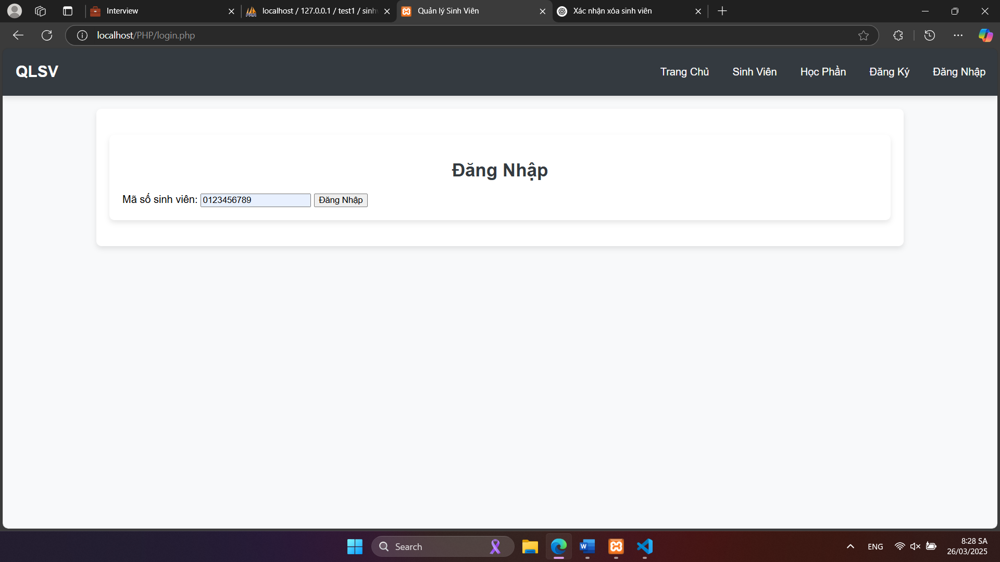 Interview
localhost / 127.0.0.1 / test1 / sinh
Quản lý Sinh Viên
Xác nhận xóa sinh viên
localhost/PHP/login.php
QLSV
Trang Chủ
Sinh Viên
Học Phần
Đăng Ký
Đăng Nhập
Đăng Nhập
Mã số sinh viên: 0123456789 Đăng Nhập
Search
ENG
8:28 SA
26/03/2025